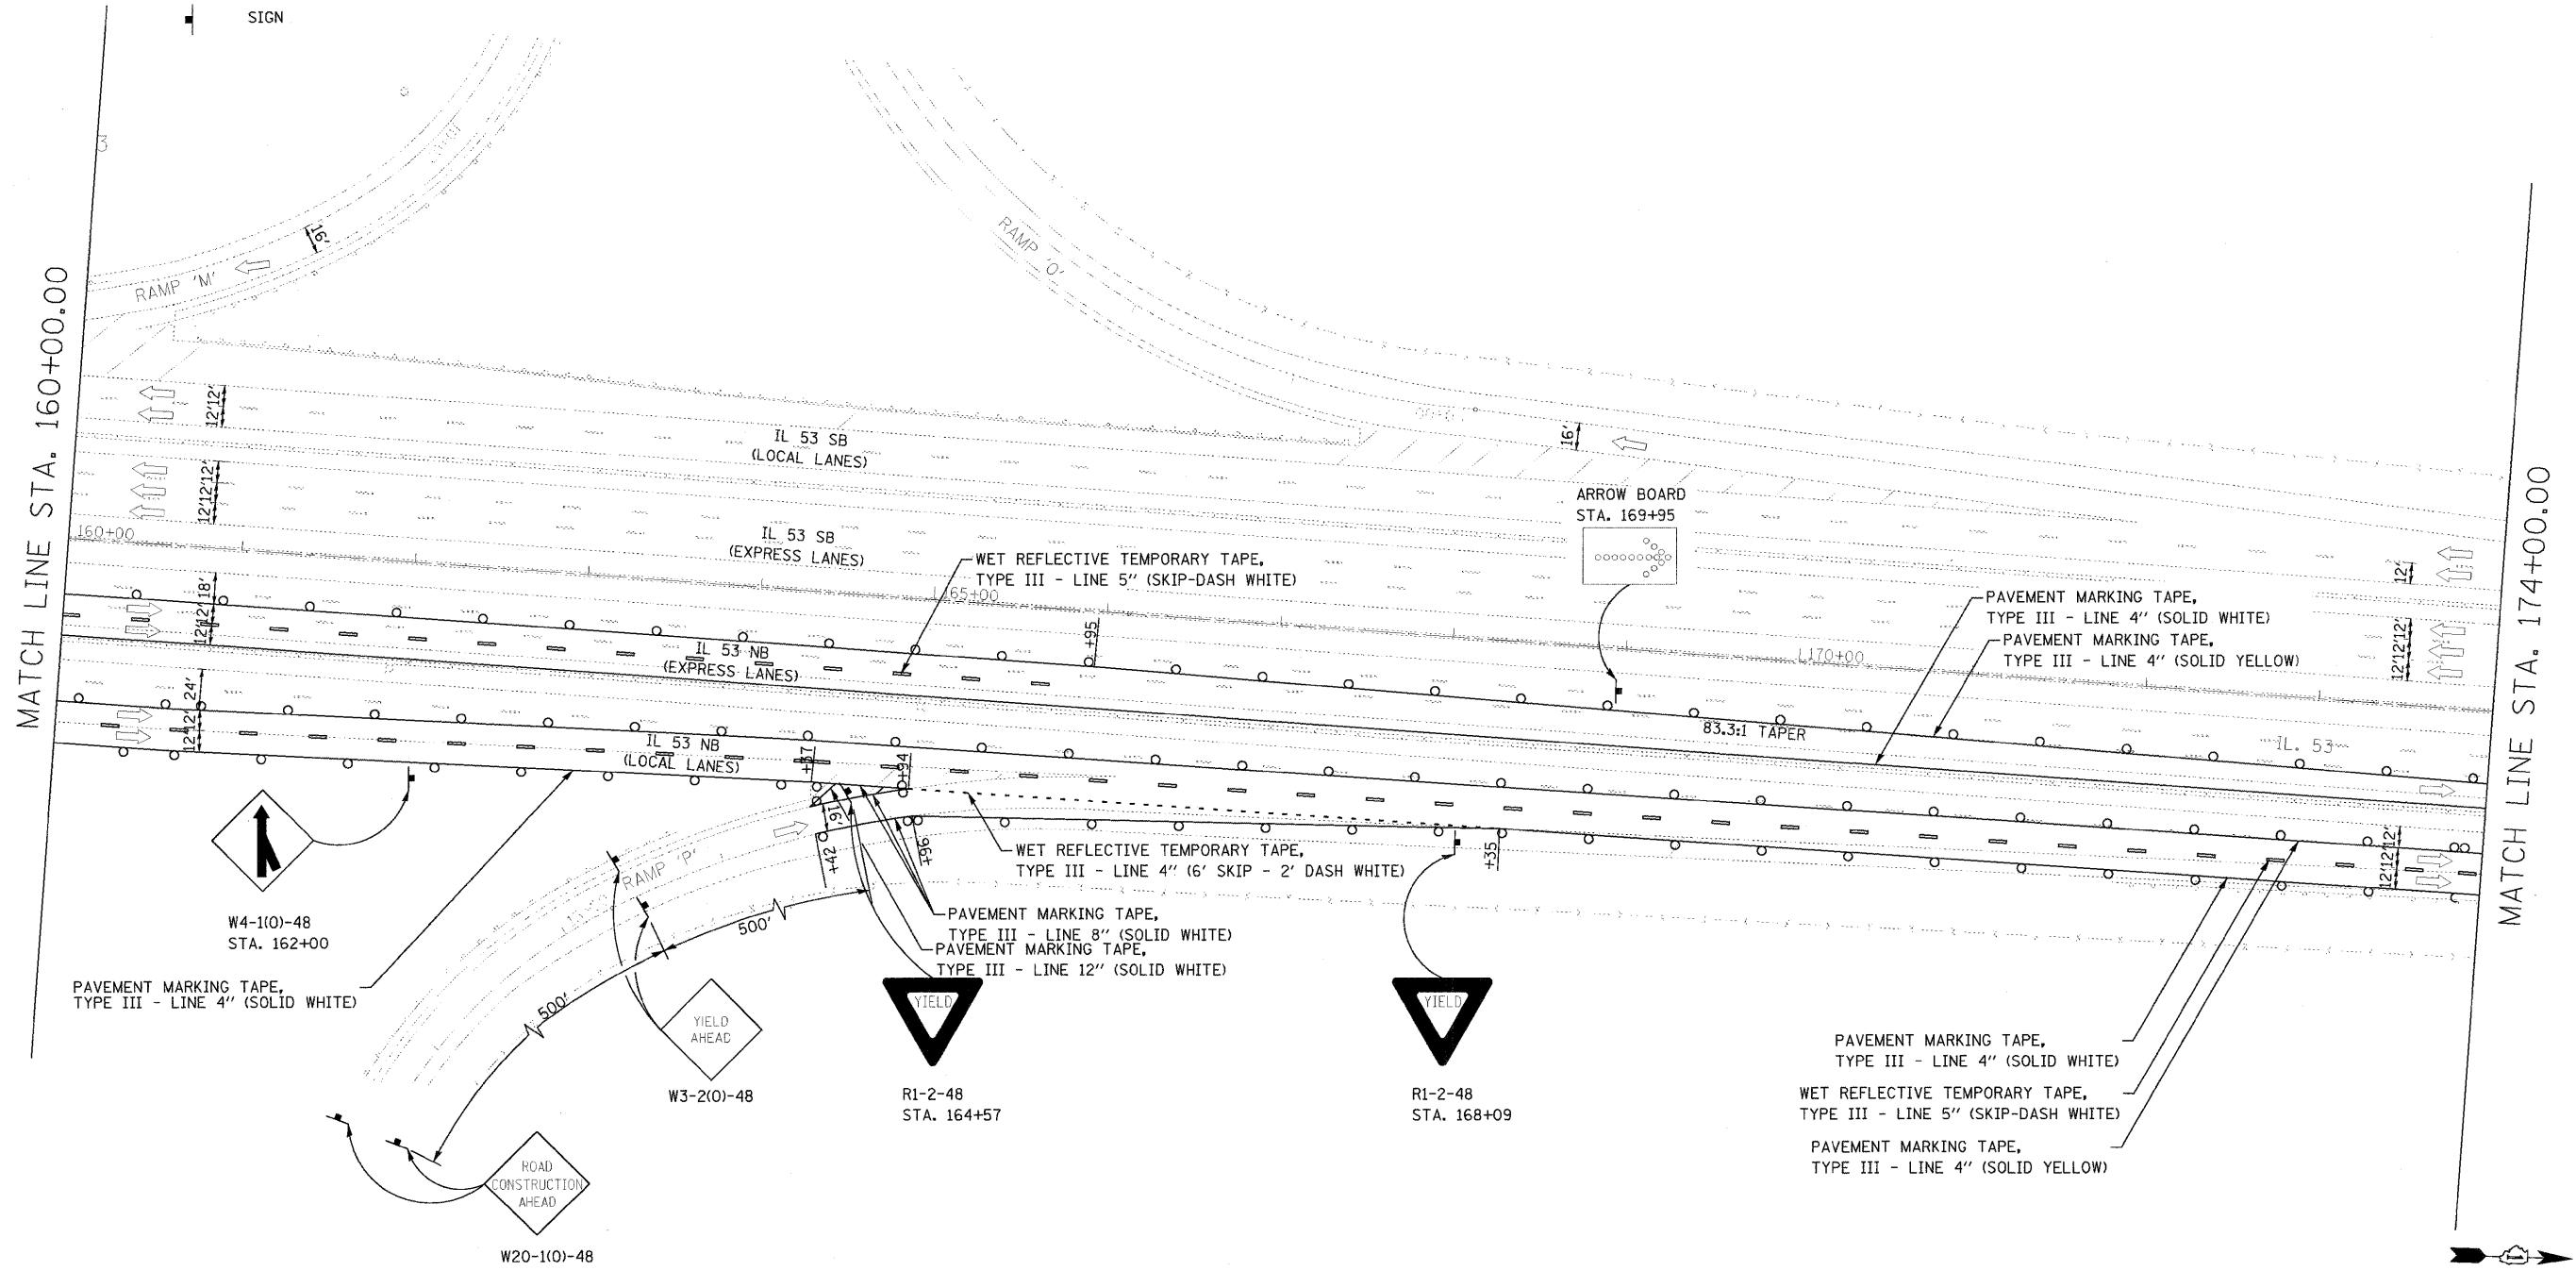 SIGN
3
16'
RAMP 'M'
MATCH LINE STA. 160+00.00
RAMP 'O'
12'12'
IL 53 SB
(LOCAL LANES)
16'
12'12'12'
ARROW BOARD
STA. 169+95
160+00
IL 53 SB
(EXPRESS LANES)
WET REFLECTIVE TEMPORARY TAPE,
TYPE III - LINE 5" (SKIP-DASH WHITE)
165+00
12'
18'
12'12'
+95
PAVEMENT MARKING TAPE,
TYPE III - LINE 4" (SOLID WHITE)
PAVEMENT MARKING TAPE,
TYPE III - LINE 4" (SOLID YELLOW)
170+00
12'12'12'
MATCH LINE STA. 174+00.00
IL 53 NB
(EXPRESS LANES)
24'
12'12'
83.3:1 TAPER
IL. 53
IL 53 NB
(LOCAL LANES)
+37
+94
16'
+42
+96
+35
12'12'12'
RAMP 'P'
WET REFLECTIVE TEMPORARY TAPE,
TYPE III - LINE 4" (6' SKIP - 2' DASH WHITE)
W4-1(O)-48
STA. 162+00
500'
PAVEMENT MARKING TAPE,
TYPE III - LINE 8" (SOLID WHITE)
PAVEMENT MARKING TAPE,
TYPE III - LINE 12" (SOLID WHITE)
PAVEMENT MARKING TAPE,
TYPE III - LINE 4" (SOLID WHITE)
500'
YIELD
AHEAD
W3-2(O)-48
YIELD
R1-2-48
STA. 164+57
YIELD
R1-2-48
STA. 168+09
PAVEMENT MARKING TAPE,
TYPE III - LINE 4" (SOLID WHITE)
WET REFLECTIVE TEMPORARY TAPE,
TYPE III - LINE 5" (SKIP-DASH WHITE)
PAVEMENT MARKING TAPE,
TYPE III - LINE 4" (SOLID YELLOW)
ROAD
CONSTRUCTION
AHEAD
W20-1(O)-48